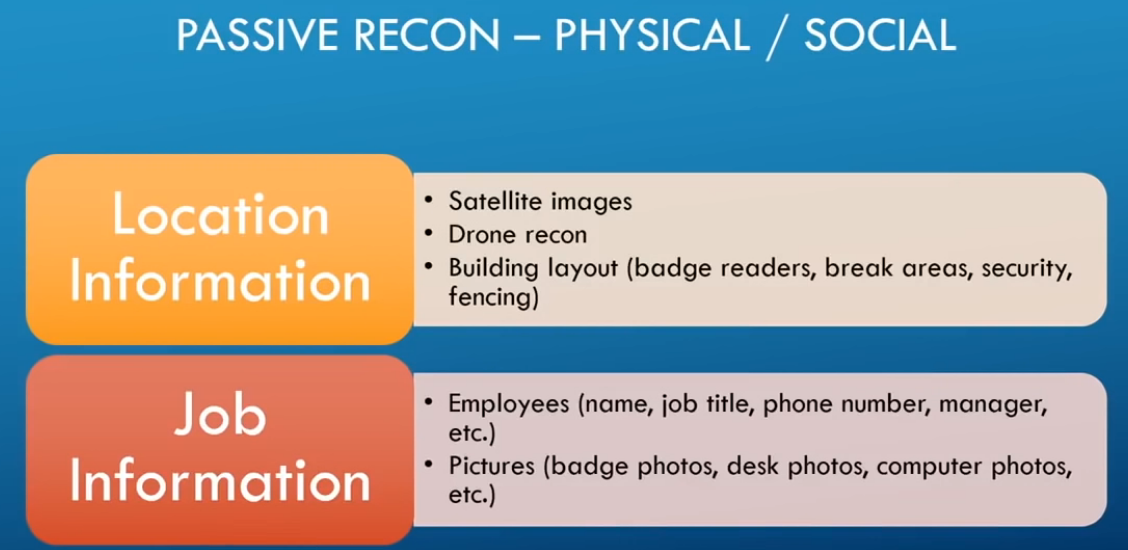 PASSIVE RECON – PHYSICAL / SOCIAL
Location
Information
• Satellite images
• Drone recon
• Building layout (badge readers, break areas, security,
fencing)
Job
Information
• Employees (name, job title, phone number, manager,
etc.)
• Pictures (badge photos, desk photos, computer photos,
etc.)